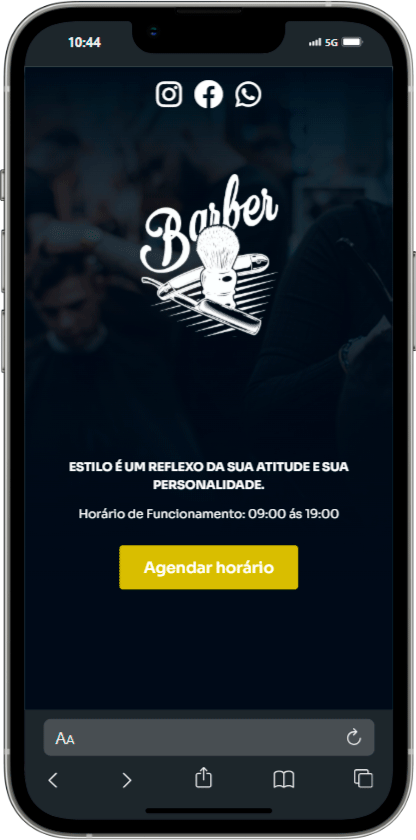 10:44
5G
Barber
ESTILO É UM REFLEXO DA SUA ATITUDE E SUA
PERSONALIDADE.
Horário de Funcionamento: 09:00 ás 19:00
Agendar horário
AA